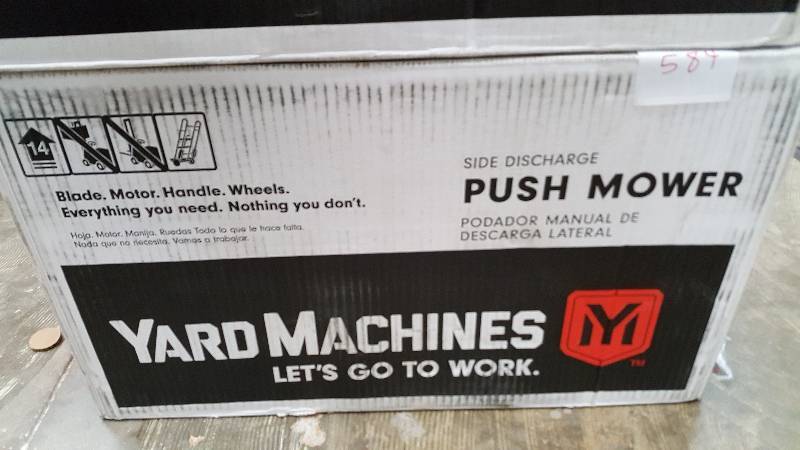 589
14
SIDE DISCHARGE
PUSH MOWER
PODADOR MANUAL DE
DESCARGA LATERAL
Blade. Motor. Handle. Wheels.
Everything you need. Nothing you don't.
Hoja. Motor. Manija. Ruedas Todo lo que le hace falta.
Nada que no necesita. Vamos a trabajar.
YARD MACHINES
LET'S GO TO WORK.
YM
TM